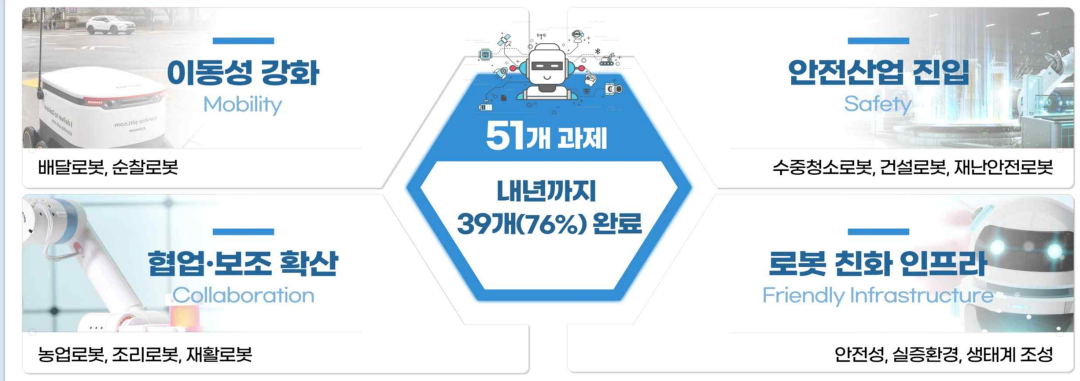 이동성 강화
Mobility
배달로봇, 순찰로봇
51개 과제
내년까지
39개(76%) 완료
안전산업 진입
Safety
수중청소로봇, 건설로봇, 재난안전로봇
협업·보조 확산
Collaboration
농업로봇, 조리로봇, 재활로봇
로봇 친화 인프라
Friendly Infrastructure
안전성, 실증환경, 생태계 조성